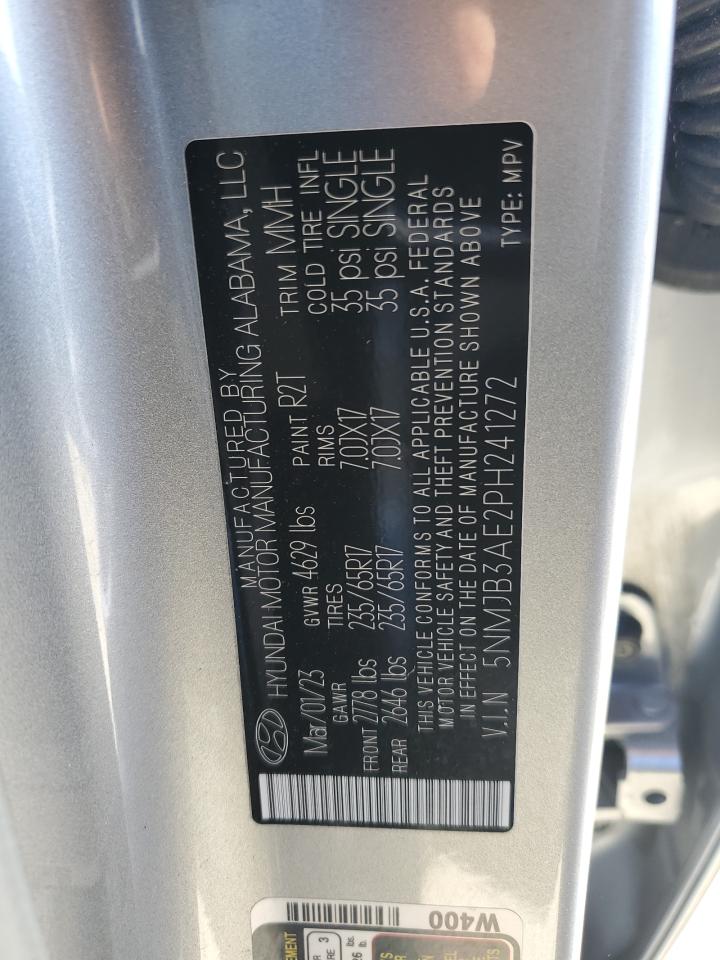 MANUFACTURED BY
HYUNDAI MOTOR MANUFACTURING ALABAMA, LLC
Mar/01/23 GVWR 4629 lbs PAINT R2T TRIM MMH
GAWR TIRES RIMS COLD TIRE INFL
FRONT 2778 lbs 235/65R17 7.0JX17 35 psi SINGLE
REAR 2646 lbs 235/65R17 7.0JX17 35 psi SINGLE
THIS VEHICLE CONFORMS TO ALL APPLICABLE U.S.A. FEDERAL
MOTOR VEHICLE SAFETY AND THEFT PREVENTION STANDARDS
IN EFFECT ON THE DATE OF MANUFACTURE SHOWN ABOVE
V.I.N 5NMJB3AE2PH241272 TYPE: MPV
W400